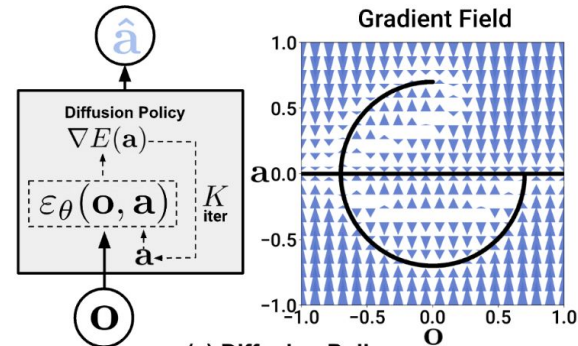 â
Diffusion Policy
∇E(a)
εθ(o, a)
K
iter
a
o
Gradient Field
1.0
0.5
a 0.0
−0.5
−1.0
−1.0 −0.5 0.0 0.5 1.0
o